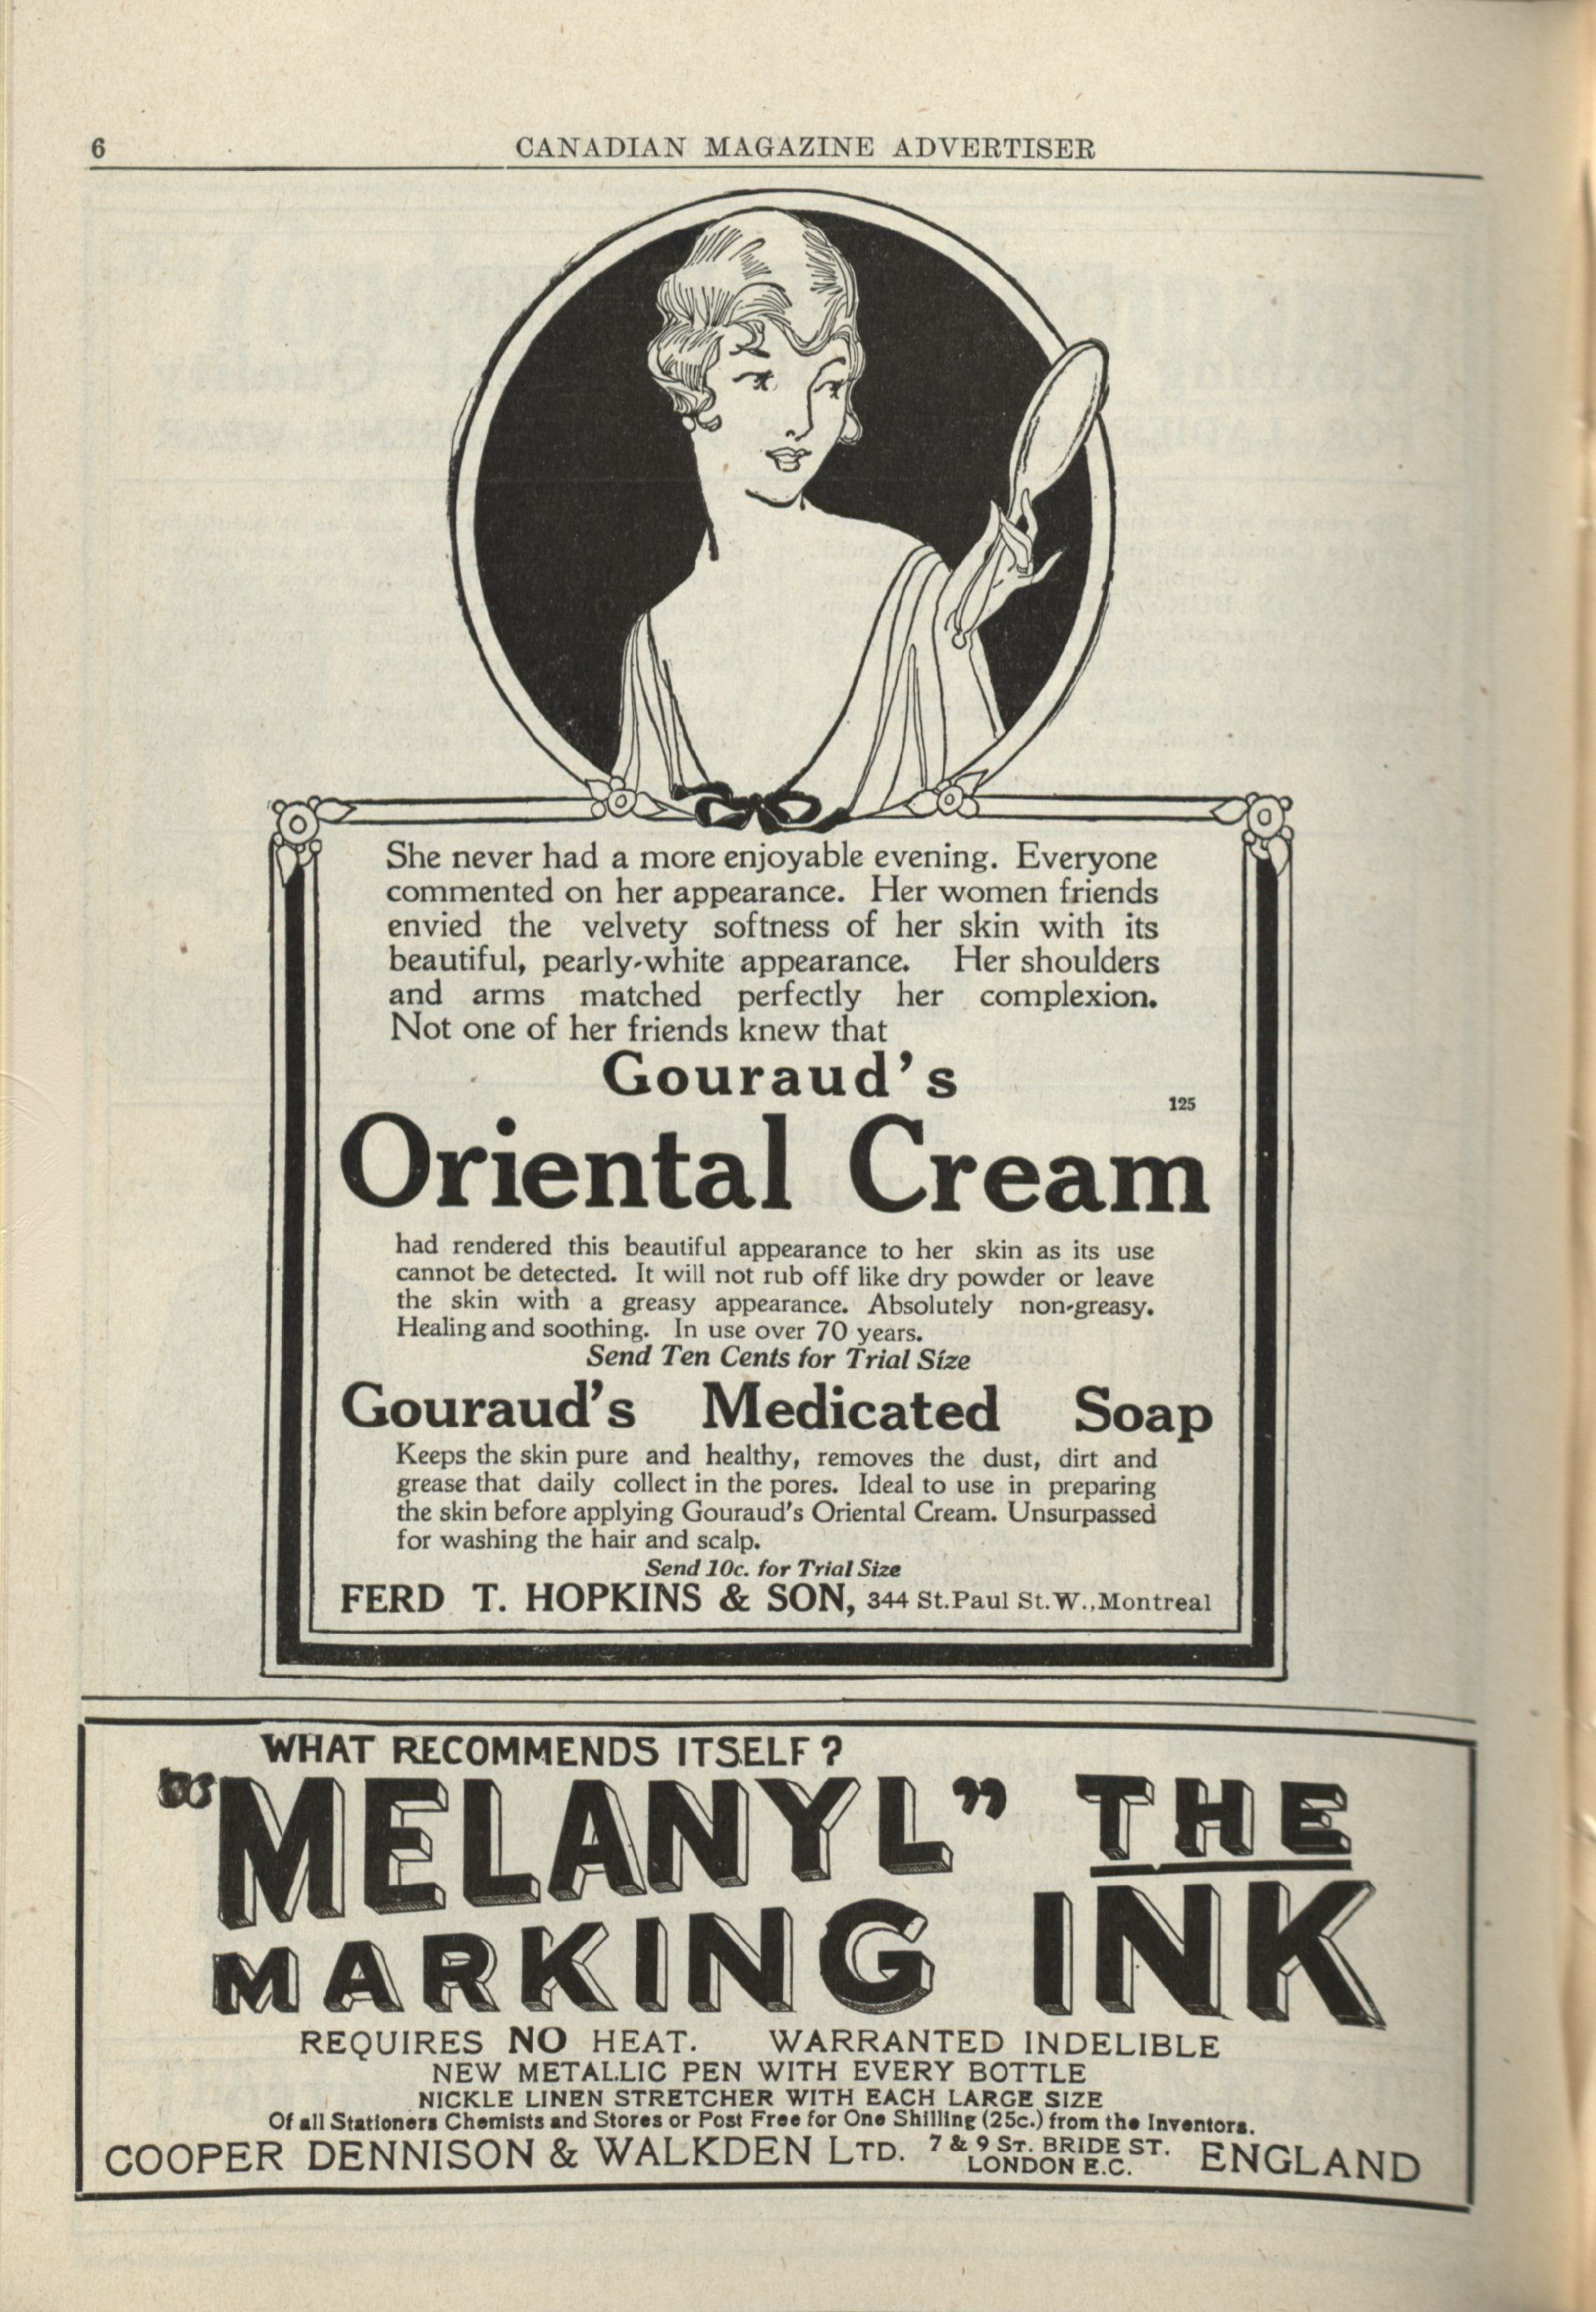 6
CANADIAN MAGAZINE ADVERTISER
She never had a more enjoyable evening. Everyone
commented on her appearance. Her women friends
envied the velvety softness of her skin with its
beautiful, pearly-white appearance. Her shoulders
and arms matched perfectly her complexion.
Not one of her friends knew that
Gouraud's
125
Oriental Cream
had rendered this beautiful appearance to her skin as its use
cannot be detected. It will not rub off like dry powder or leave
the skin with a greasy appearance. Absolutely non-greasy.
Healing and soothing. In use over 70 years.
Send Ten Cents for Trial Size
Gouraud's Medicated Soap
Keeps the skin pure and healthy, removes the dust, dirt and
grease that daily collect in the pores. Ideal to use in preparing
the skin before applying Gouraud's Oriental Cream. Unsurpassed
for washing the hair and scalp.
Send 10c. for Trial Size
FERD T. HOPKINS & SON, 344 St. Paul St. W., Montreal
WHAT RECOMMENDS ITSELF?
"MELANYL" THE
MARKING INK
REQUIRES NO HEAT. WARRANTED INDELIBLE
NEW METALLIC PEN WITH EVERY BOTTLE
NICKLE LINEN STRETCHER WITH EACH LARGE SIZE
Of all Stationers Chemists and Stores or Post Free for One Shilling (25c.) from the Inventors.
COOPER DENNISON & WALKDEN LTD. 7 & 9 ST. BRIDE ST. ENGLAND
LONDON E.C.